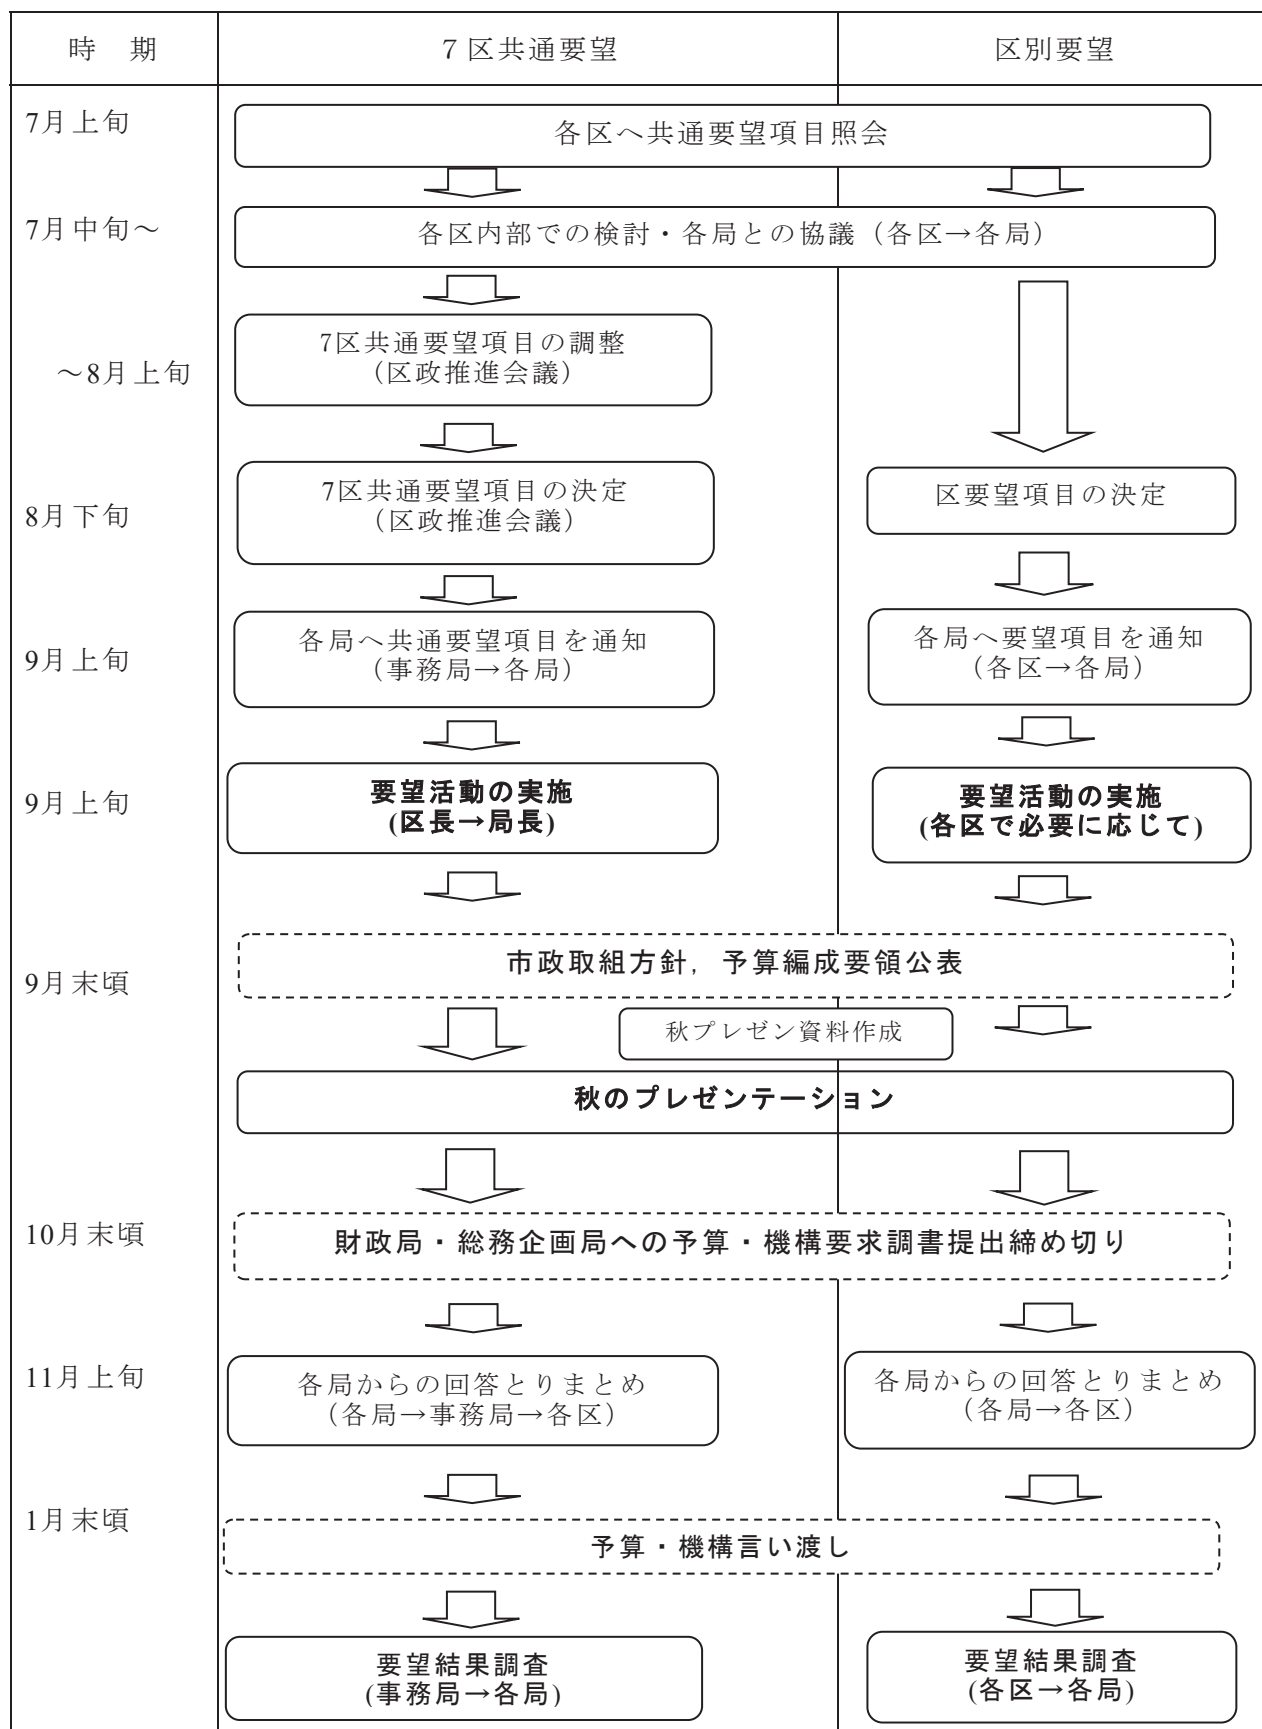 時　期
７区共通要望
区別要望
7月上旬
各区へ共通要望項目照会
7月中旬～
各区内部での検討・各局との協議（各区→各局）
～8月上旬
7区共通要望項目の調整
（区政推進会議）
8月下旬
7区共通要望項目の決定
（区政推進会議）
区要望項目の決定
9月上旬
各局へ共通要望項目を通知
（事務局→各局）
各局へ要望項目を通知
（各区→各局）
9月上旬
要望活動の実施
(区長→局長)
要望活動の実施
(各区で必要に応じて)
9月末頃
市政取組方針，予算編成要領公表
秋プレゼン資料作成
秋のプレゼンテーション
10月末頃
財政局・総務企画局への予算・機構要求調書提出締め切り
11月上旬
各局からの回答とりまとめ
（各局→事務局→各区）
各局からの回答とりまとめ
（各局→各区）
1月末頃
予算・機構言い渡し
要望結果調査
(事務局→各局)
要望結果調査
(各区→各局)